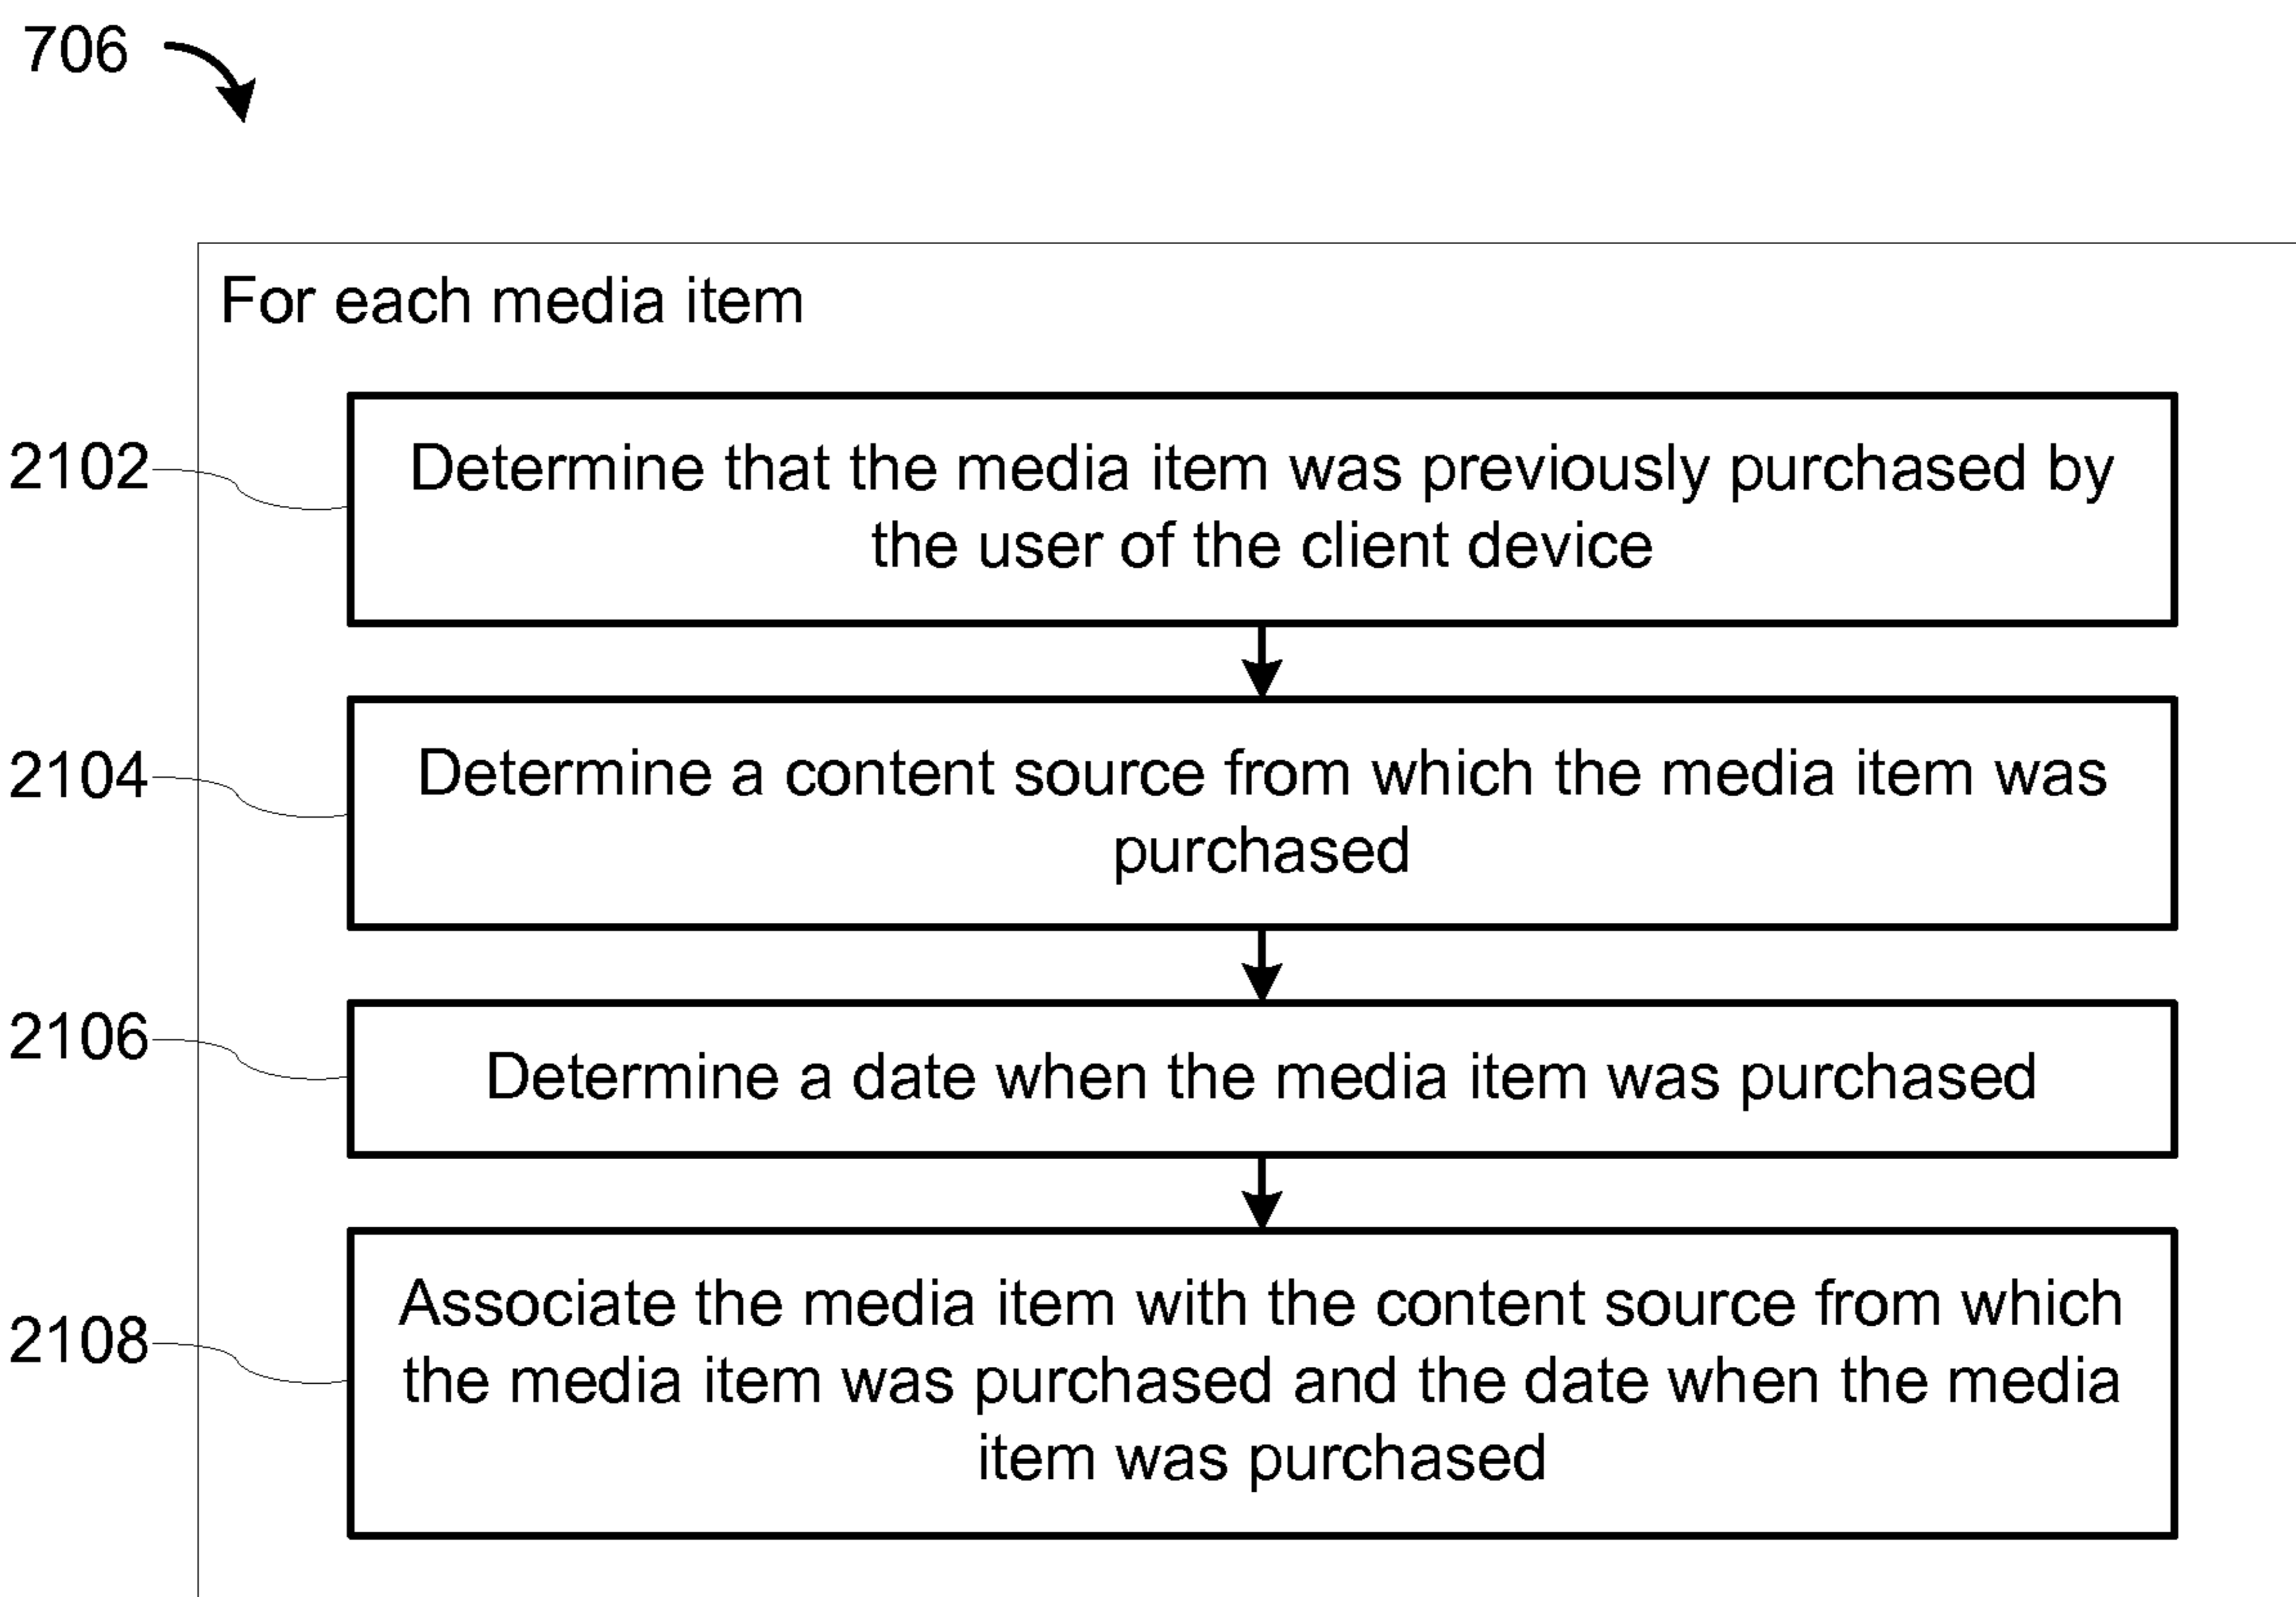 706
For each media item
2102
Determine that the media item was previously purchased by
the user of the client device
2104
Determine a content source from which the media item was
purchased
2106
Determine a date when the media item was purchased
2108
Associate the media item with the content source from which
the media item was purchased and the date when the media
item was purchased